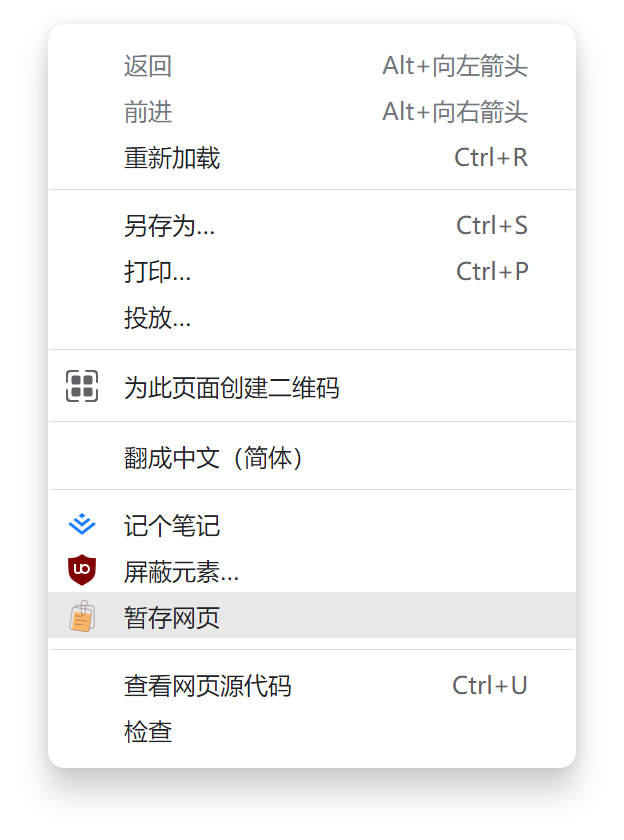 返回 Alt+向左箭头
前进 Alt+向右箭头
重新加载 Ctrl+R
另存为... Ctrl+S
打印... Ctrl+P
投放...
为此页面创建二维码
翻成中文（简体）
记个笔记
屏蔽元素...
暂存网页
查看网页源代码 Ctrl+U
检查